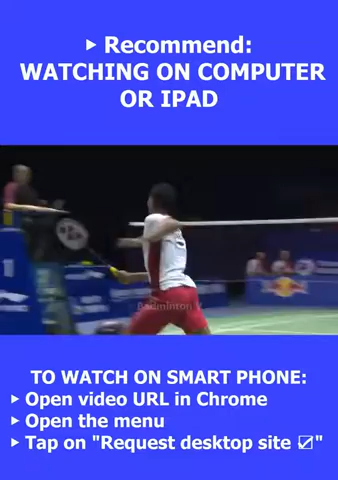 ▶ Recommend:
WATCHING ON COMPUTER
OR IPAD
Badminton
TO WATCH ON SMART PHONE:
▶ Open video URL in Chrome
▶ Open the menu
▶ Tap on "Request desktop site ☑"